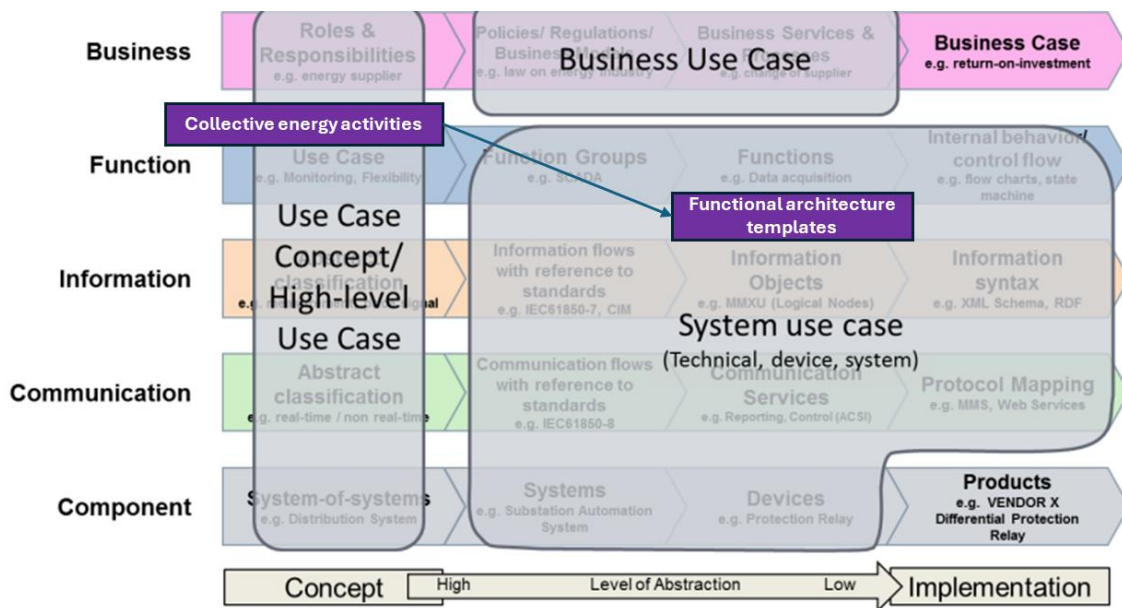 Business
Roles &
Responsibilities
e.g. energy supplier
Policies/ Regulations/
Business Models
e.g. law on energy industry
Business Services &
Processes
e.g. change of supplier
Business Use Case
Business Case
e.g. return-on-investment
Collective energy activities
Function
Use Case
e.g. Monitoring, Flexibility
Function Groups
e.g. SCADA
Functions
e.g. Data acquisition
Internal behavior/
control flow
e.g. flow charts, state
machine
Functional architecture
templates
Use Case
Concept/
High-level
Use Case
Information
classification
Information flows
with reference to
standards
e.g. IEC61850-7, CIM
Information
Objects
e.g. MMXU (Logical Nodes)
Information
syntax
e.g. XML Schema, RDF
System use case
(Technical, device, system)
Communication
Abstract
classification
e.g. real-time / non real-time
Communication flows
with reference to
standards
e.g. IEC61850-8
Communication
Services
e.g. Reporting, Control (ACSI)
Protocol Mapping
e.g. MMS, Web Services
Component
System-of-systems
e.g. Distribution System
Systems
e.g. Substation Automation
System
Devices
e.g. Protection Relay
Products
e.g. VENDOR X
Differential Protection
Relay
Concept
High
Level of Abstraction
Low
Implementation